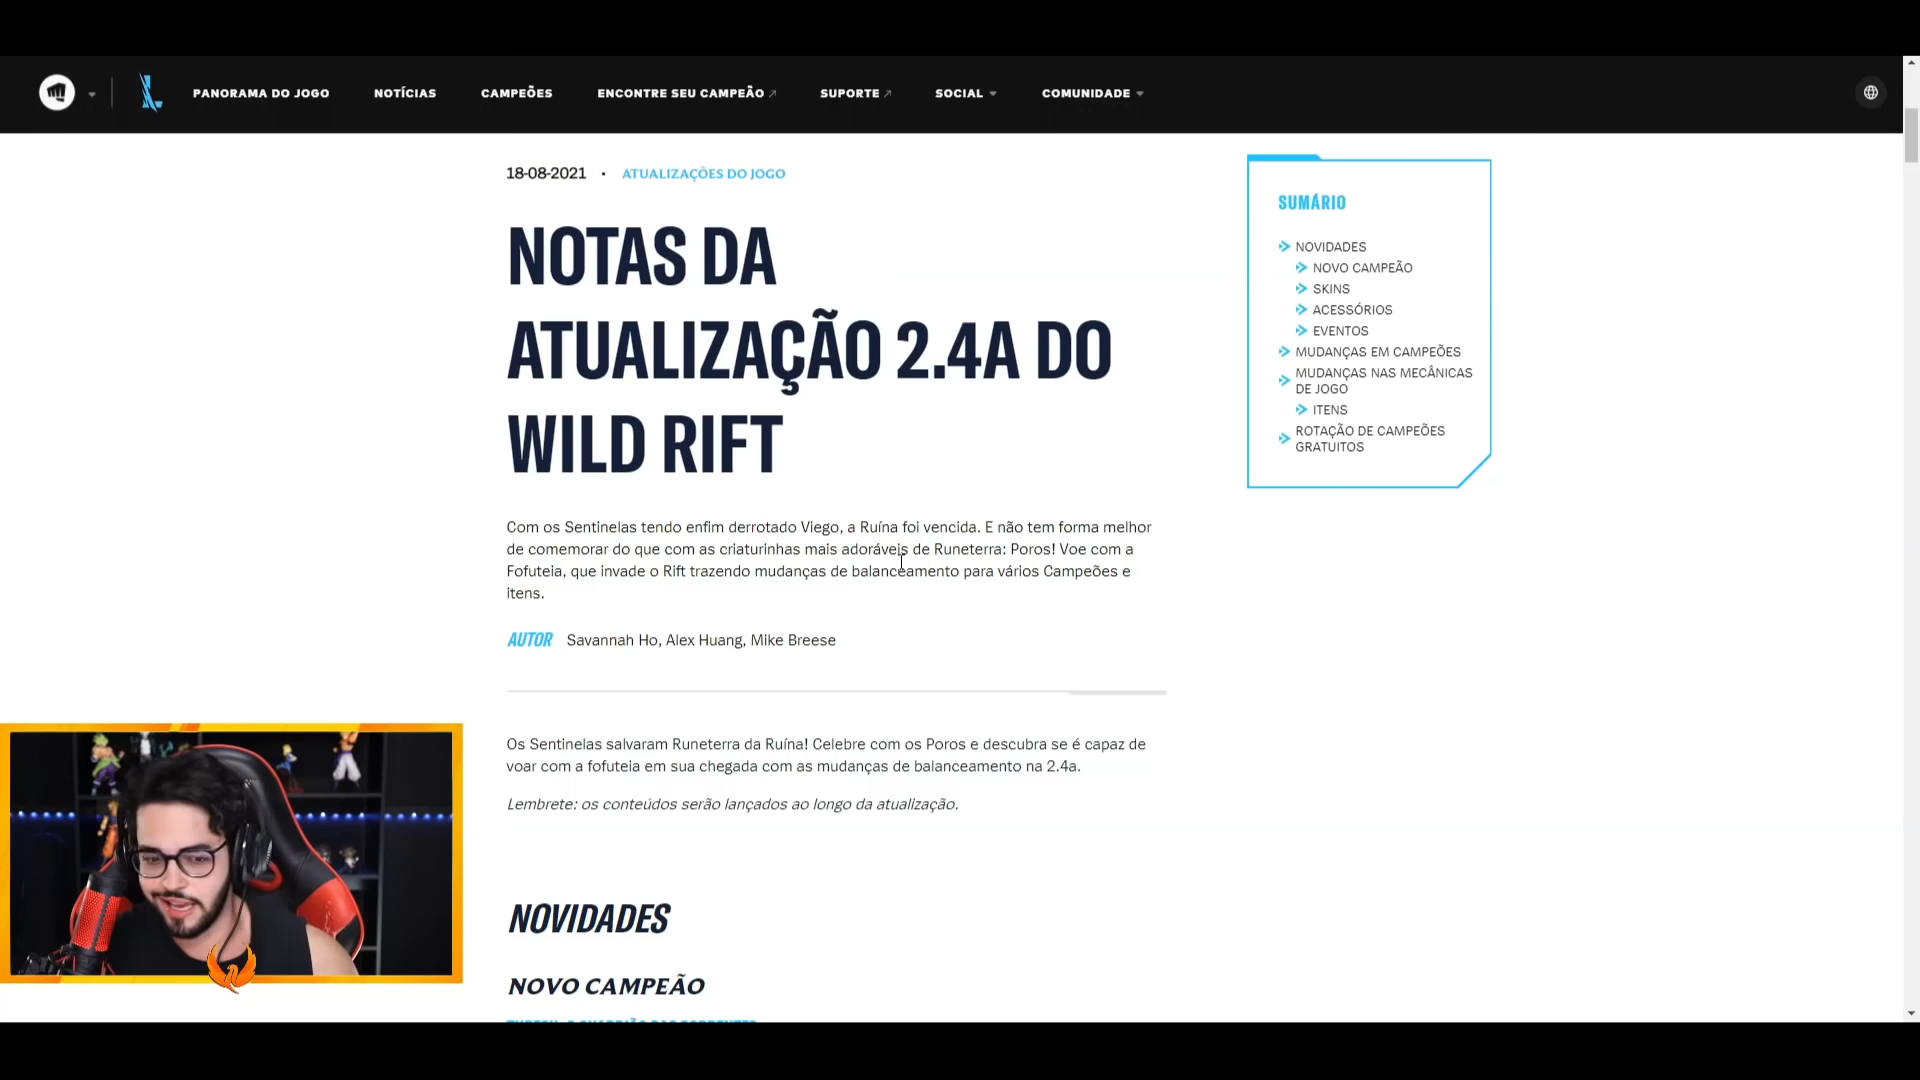 PANORAMA DO JOGO NOTÍCIAS CAMPEÕES ENCONTRE SEU CAMPEÃO SUPORTE SOCIAL COMUNIDADE
18-08-2021 • ATUALIZAÇÕES DO JOGO
NOTAS DA
ATUALIZAÇÃO 2.4A DO
WILD RIFT
Com os Sentinelas tendo enfim derrotado Viego, a Ruína foi vencida. E não tem forma melhor
de comemorar do que com as criaturinhas mais adoráveis de Runeterra: Poros! Voe com a
Fofuteia, que invade o Rift trazendo mudanças de balanceamento para vários Campeões e
itens.
AUTOR Savannah Ho, Alex Huang, Mike Breese
Os Sentinelas salvaram Runeterra da Ruína! Celebre com os Poros e descubra se é capaz de
voar com a fofuteia em sua chegada com as mudanças de balanceamento na 2.4a.
Lembrete: os conteúdos serão lançados ao longo da atualização.
NOVIDADES
NOVO CAMPEÃO
SUMÁRIO
NOVIDADES
NOVO CAMPEÃO
SKINS
ACESSÓRIOS
EVENTOS
MUDANÇAS EM CAMPEÕES
MUDANÇAS NAS MECÂNICAS
DE JOGO
ITENS
ROTAÇÃO DE CAMPEÕES
GRATUITOS